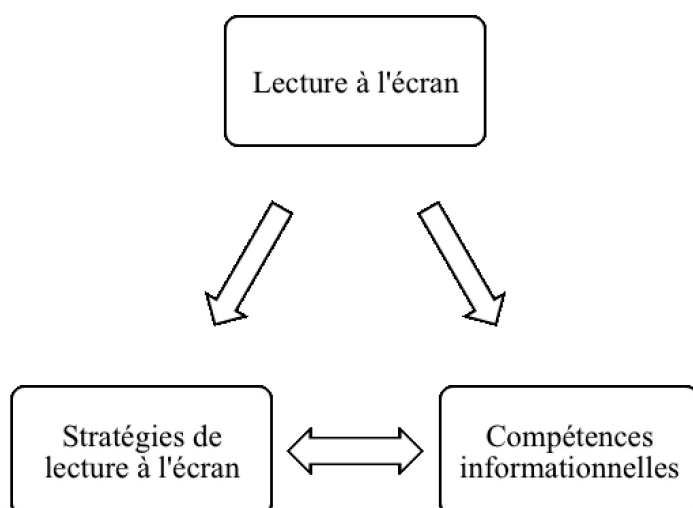 Lecture à l'écran
Stratégies de
lecture à l'écran
Compétences
informationnelles